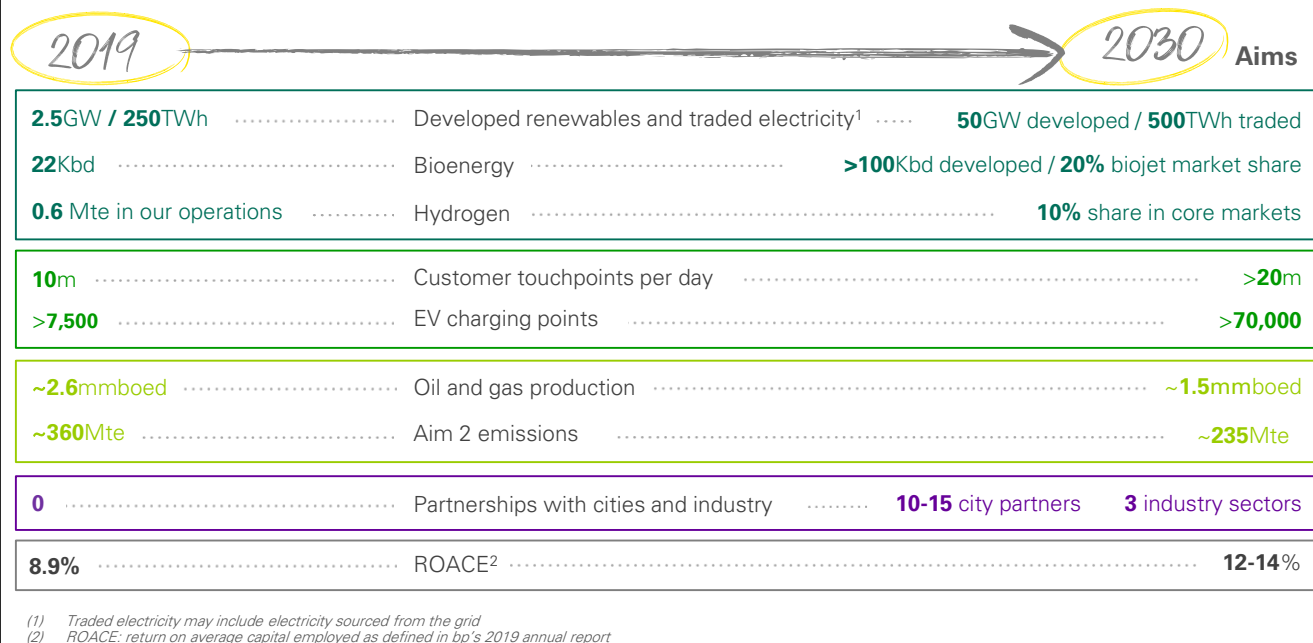 2019 2030 Aims
2.5GW / 250TWh Developed renewables and traded electricity¹ 50GW developed / 500TWh traded
22Kbd Bioenergy >100Kbd developed / 20% biojet market share
0.6 Mte in our operations Hydrogen 10% share in core markets
10m Customer touchpoints per day >20m
>7,500 EV charging points >70,000
~2.6mmboed Oil and gas production ~1.5mmboed
~360Mte Aim 2 emissions ~235Mte
0 Partnerships with cities and industry 10-15 city partners 3 industry sectors
8.9% ROACE² 12-14%
(1) Traded electricity may include electricity sourced from the grid
(2) ROACE: return on average capital employed as defined in bp's 2019 annual report